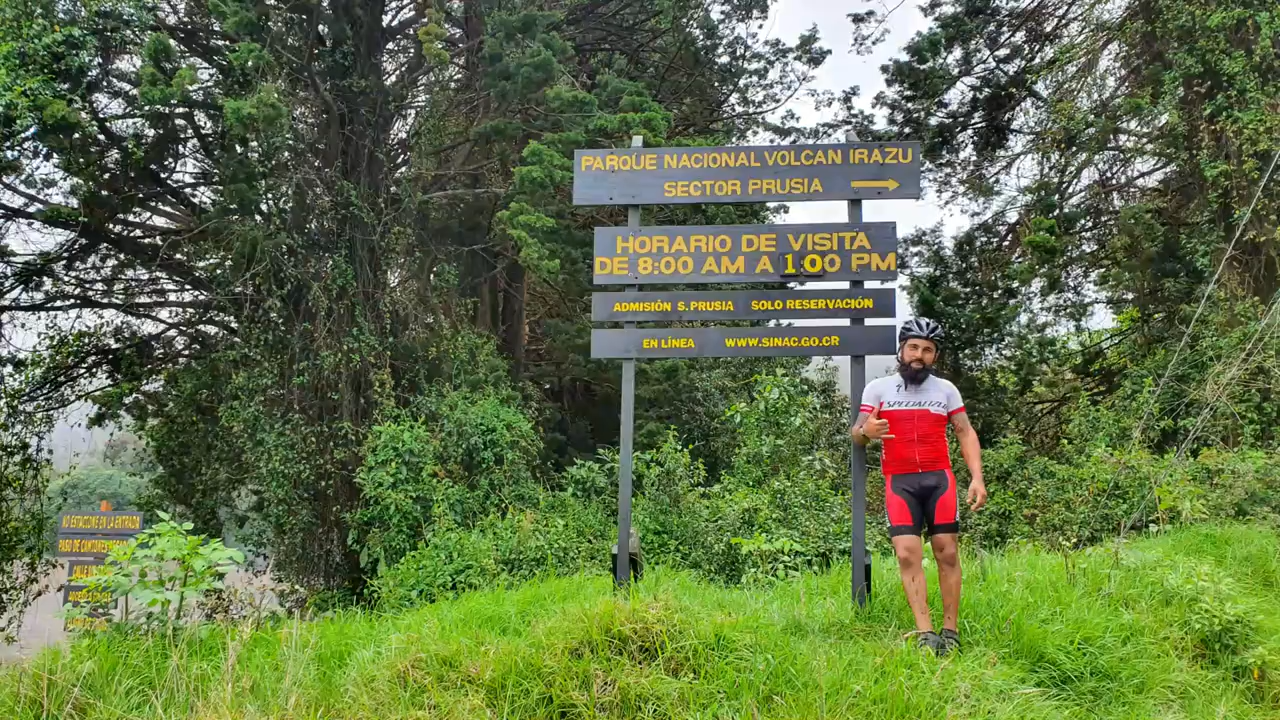 PARQUE NACIONAL VOLCAN IRAZU
SECTOR PRUSIA
HORARIO DE VISITA
DE 8:00 AM A 1:00 PM
ADMISIÓN S.PRUSIA SOLO RESERVACIÓN
EN LÍNEA WWW.SINAC.GO.CR
SPECIALIZED
NO ESTACIONE EN LA ENTRADA
PASO DE CAMIONES